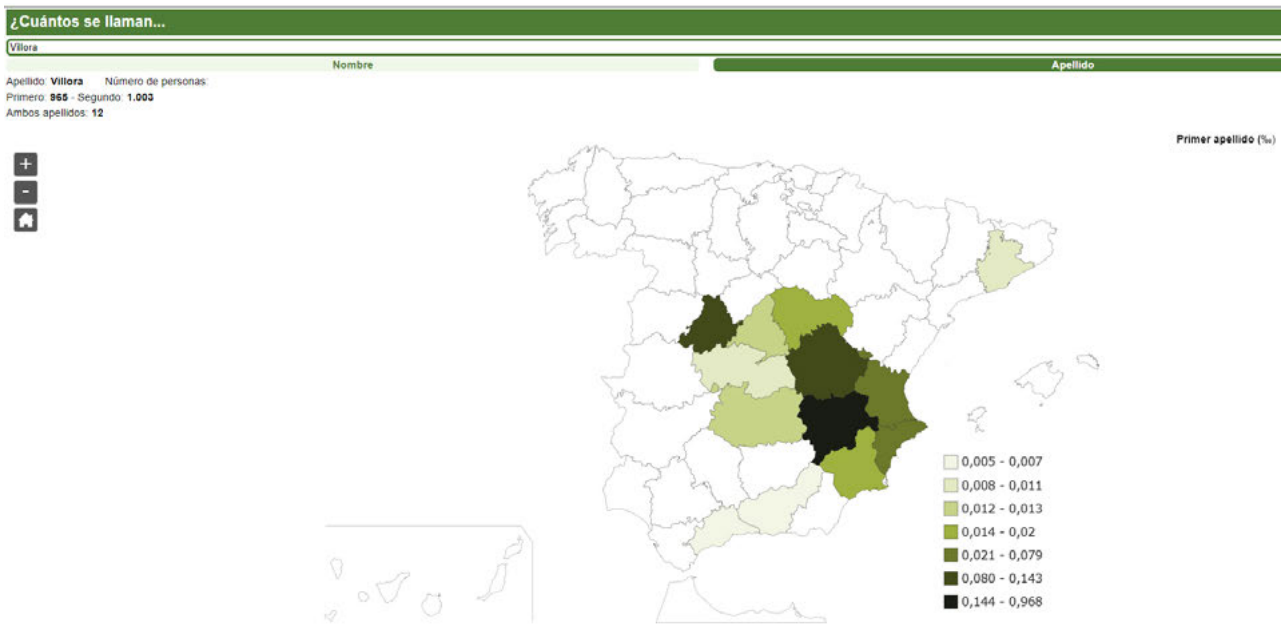 ¿Cuántos se llaman...
Villora
Nombre Apellido
Apellido: Villora Número de personas:
Primero: 965 - Segundo: 1.003
Ambos apellidos: 12
Primer apellido (‰)
+
-
0,005 - 0,007
0,008 - 0,011
0,012 - 0,013
0,014 - 0,02
0,021 - 0,079
0,080 - 0,143
0,144 - 0,968